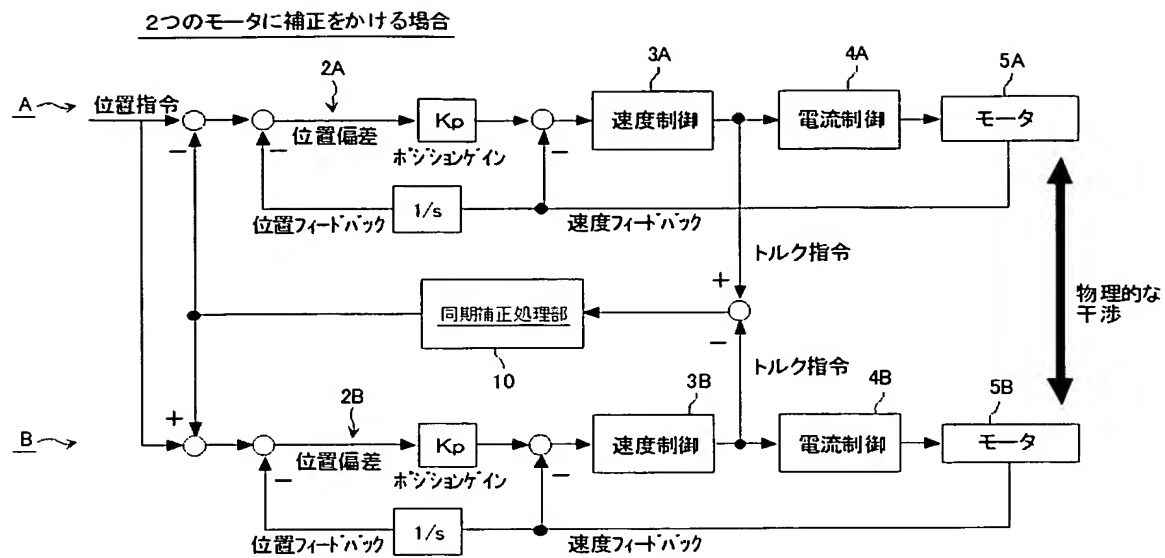 2つのモータに補正をかける場合
A
位置指令
2A
3A
4A
5A
Kp
速度制御
電流制御
モータ
−
−
位置偏差
ポジションゲイン
−
1/s
位置フィードバック
速度フィードバック
トルク指令
+
物理的な
干渉
同期補正処理部
−
10
トルク指令
2B
3B
4B
5B
+
B
Kp
速度制御
電流制御
モータ
位置偏差
−
ポジションゲイン
−
1/s
位置フィードバック
速度フィードバック